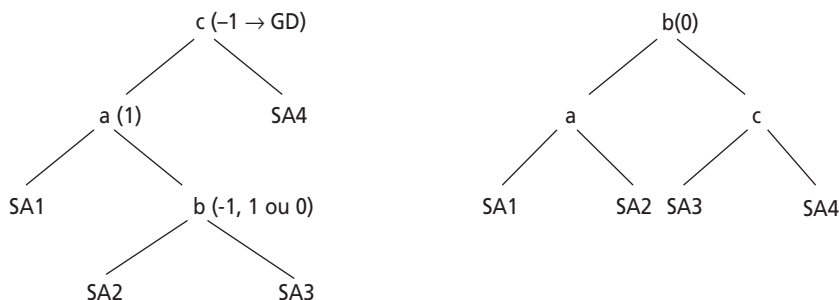 c (–1 → GD) b(0)
a (1) SA4 a c
SA1 b (-1, 1 ou 0) SA1 SA2 SA3 SA4
SA2 SA3